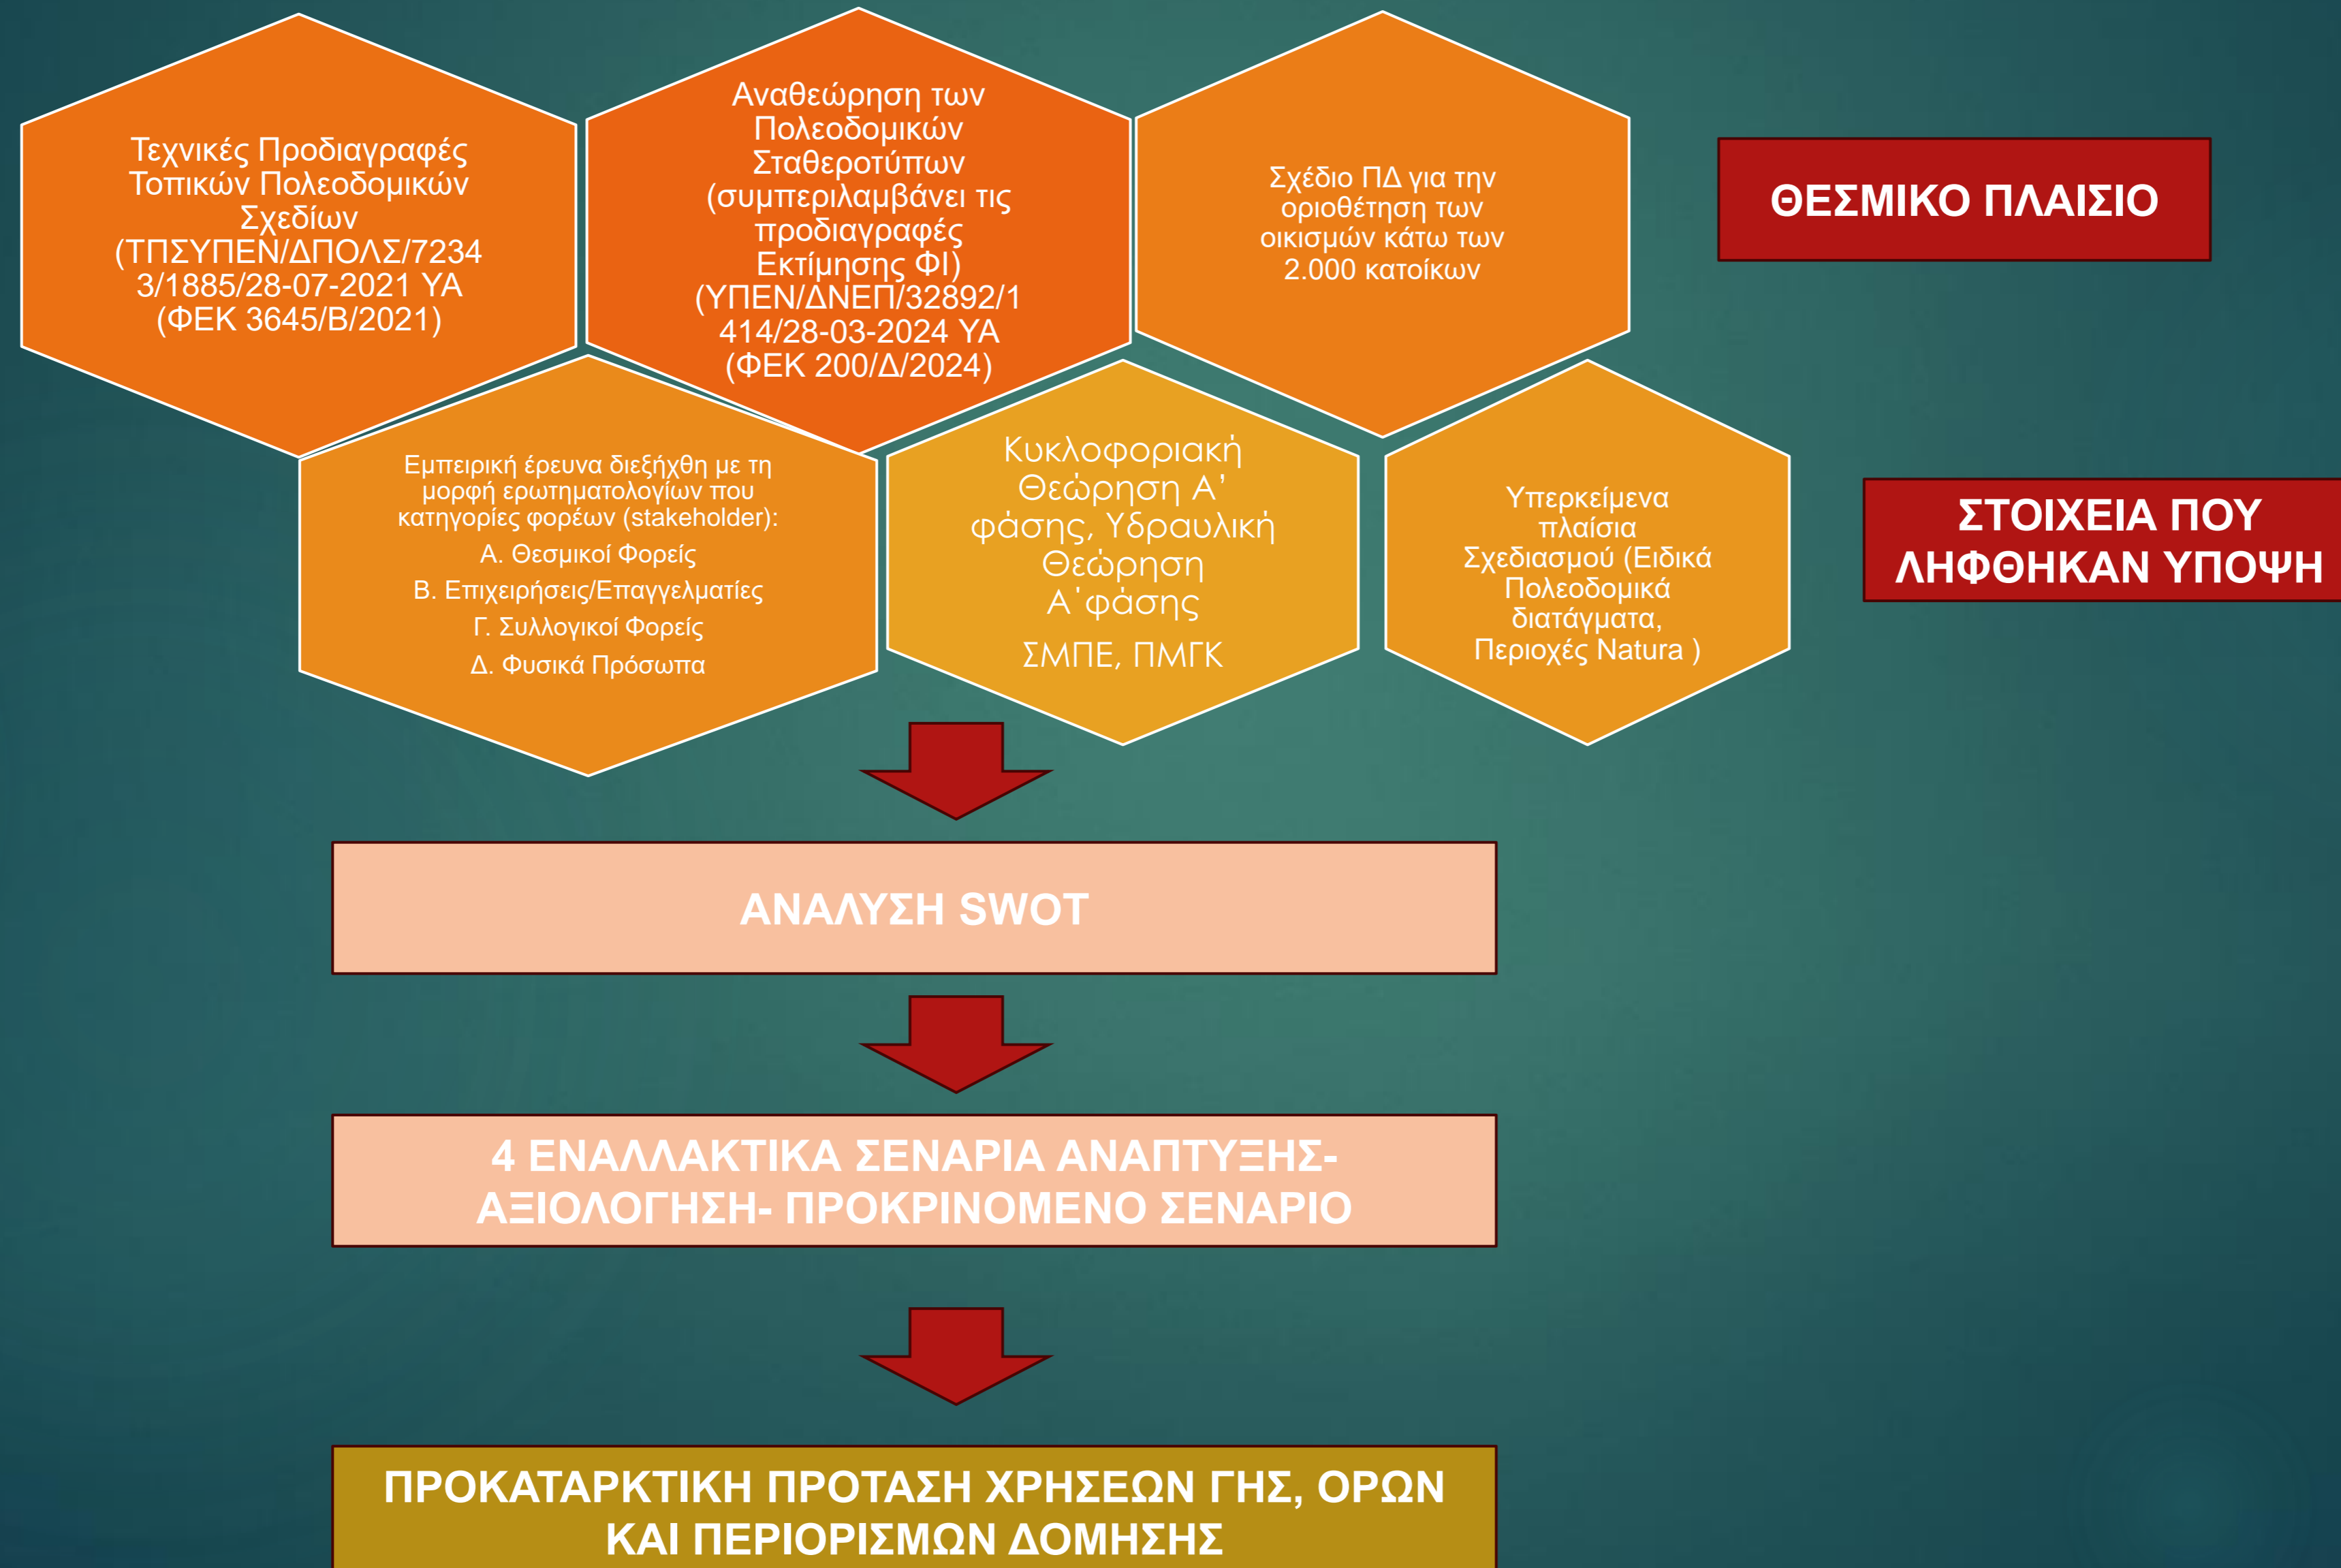 Τεχνικές Προδιαγραφές
Τοπικών Πολεοδομικών
Σχεδίων
(ΤΠΣΥΠΕΝ/ΔΠΟΛΣ/7234
3/1885/28-07-2021 ΥΑ
(ΦΕΚ 3645/Β/2021)
Αναθεώρηση των
Πολεοδομικών
Σταθεροτύπων
(συμπεριλαμβάνει τις
προδιαγραφές
Εκτίμησης ΦΙ)
(ΥΠΕΝ/ΔΝΕΠ/32892/1
414/28-03-2024 ΥΑ
(ΦΕΚ 200/Δ/2024)
Σχέδιο ΠΔ για την
οριοθέτηση των
οικισμών κάτω των
2.000 κατοίκων
ΘΕΣΜΙΚΟ ΠΛΑΙΣΙΟ
Εμπειρική έρευνα διεξήχθη με τη
μορφή ερωτηματολογίων που
κατηγορίες φορέων (stakeholder):
Α. Θεσμικοί Φορείς
Β. Επιχειρήσεις/Επαγγελματίες
Γ. Συλλογικοί Φορείς
Δ. Φυσικά Πρόσωπα
Κυκλοφοριακή
Θεώρηση Α’
φάσης, Υδραυλική
Θεώρηση
Α΄φάσης
ΣΜΠΕ, ΠΜΓΚ
Υπερκείμενα
πλαίσια
Σχεδιασμού (Ειδικά
Πολεοδομικά
διατάγματα,
Περιοχές Natura )
ΣΤΟΙΧΕΙΑ ΠΟΥ
ΛΗΦΘΗΚΑΝ ΥΠΟΨΗ
ΑΝΑΛΥΣΗ SWOT
4 ΕΝΑΛΛΑΚΤΙΚΑ ΣΕΝΑΡΙΑ ΑΝΑΠΤΥΞΗΣ-
ΑΞΙΟΛΟΓΗΣΗ- ΠΡΟΚΡΙΝΟΜΕΝΟ ΣΕΝΑΡΙΟ
ΠΡΟΚΑΤΑΡΚΤΙΚΗ ΠΡΟΤΑΣΗ ΧΡΗΣΕΩΝ ΓΗΣ, ΟΡΩΝ
ΚΑΙ ΠΕΡΙΟΡΙΣΜΩΝ ΔΟΜΗΣΗΣ